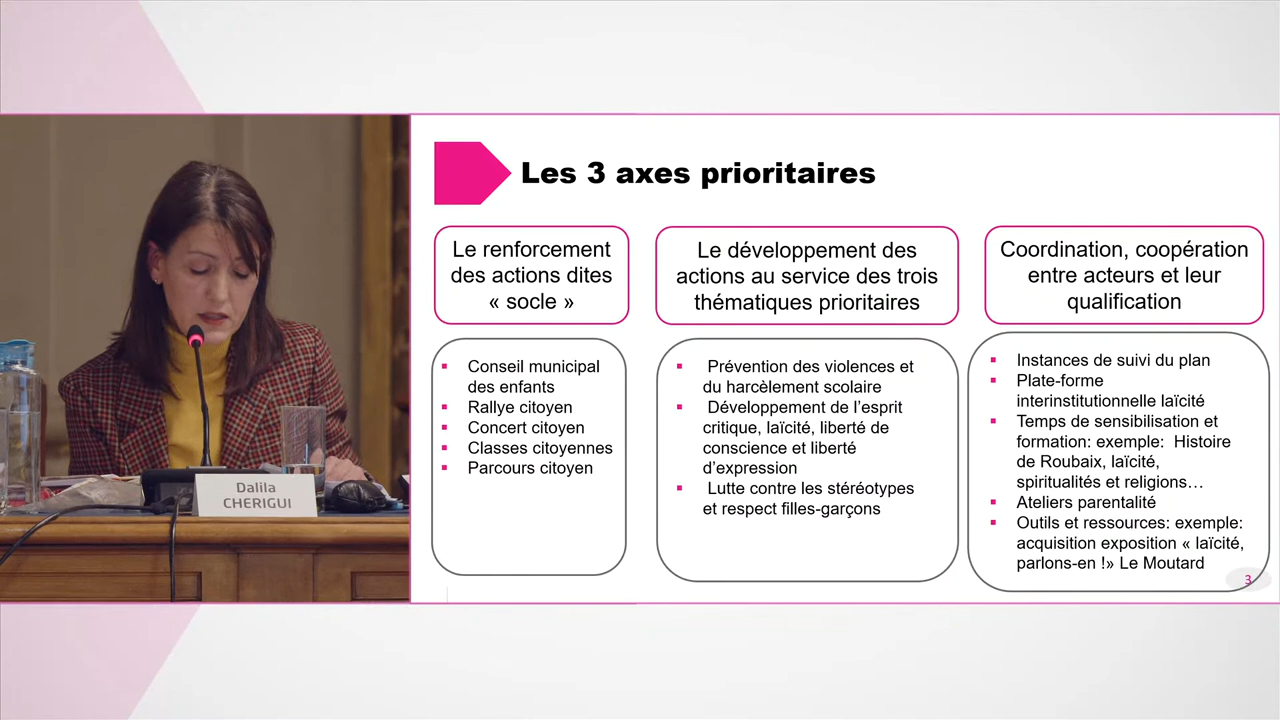 Les 3 axes prioritaires
Le renforcement
des actions dites
« socle »
Le développement des
actions au service des trois
thématiques prioritaires
Coordination, coopération
entre acteurs et leur
qualification
▪ Conseil municipal
des enfants
▪ Rallye citoyen
▪ Concert citoyen
▪ Classes citoyennes
▪ Parcours citoyen
▪ Prévention des violences et
du harcèlement scolaire
▪ Développement de l’esprit
critique, laïcité, liberté de
conscience et liberté
d’expression
▪ Lutte contre les stéréotypes
et respect filles-garçons
▪ Instances de suivi du plan
▪ Plate-forme
interinstitutionnelle laïcité
▪ Temps de sensibilisation et
formation: exemple: Histoire
de Roubaix, laïcité,
spiritualités et religions…
▪ Ateliers parentalité
▪ Outils et ressources: exemple:
acquisition exposition « laïcité,
parlons-en !» Le Moutard
3
Dalila
CHERIGUI